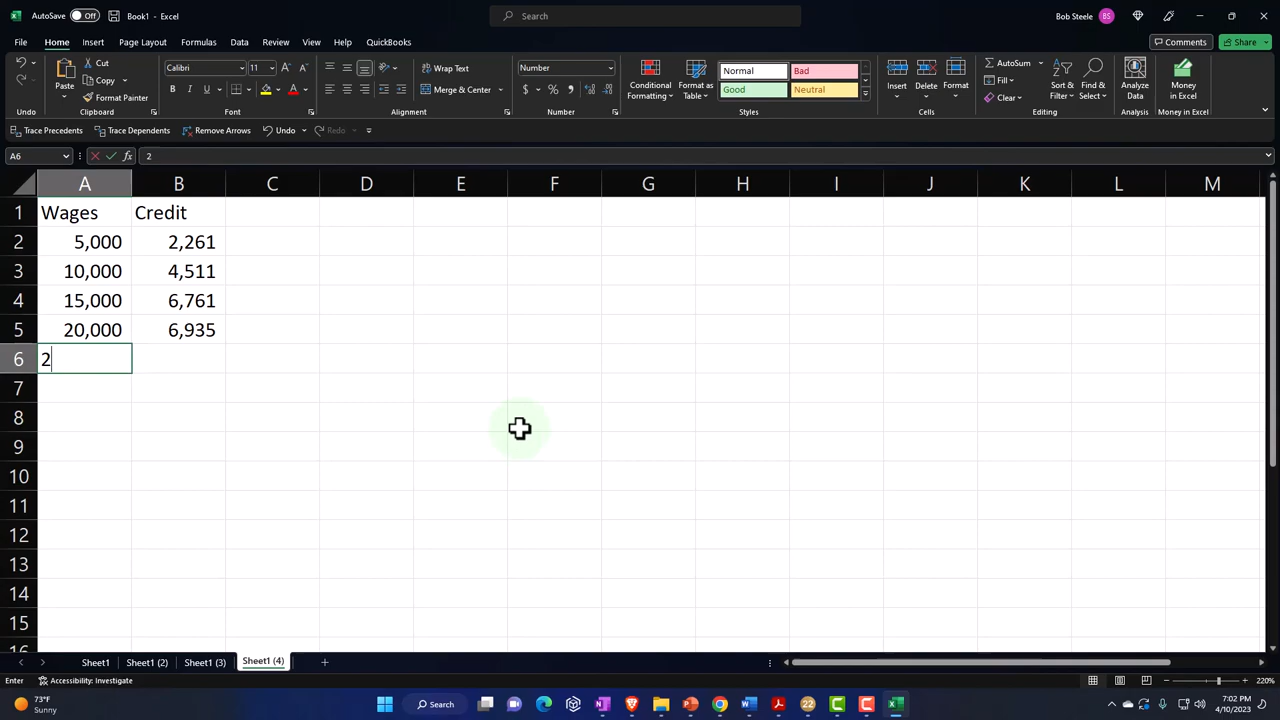 AutoSave Off Book1 - Excel Search Bob Steele BS
File Home Insert Page Layout Formulas Data Review View Help QuickBooks Comments Share
Cut Calibri 11 Wrap Text Number Normal Bad AutoSum
Paste Copy Conditional Formatting Format as Table Insert Delete Format Fill Sort & Filter Find & Select Analyze Data Money in Excel
Format Painter Merge & Center Good Neutral Clear
Undo Clipboard Font Alignment Number Styles Cells Editing Analysis Money in Excel
Trace Precedents Trace Dependents Remove Arrows Undo Redo
A6 fx 2
A B C D E F G H I J K L M
1 Wages Credit
2 5,000 2,261
3 10,000 4,511
4 15,000 6,761
5 20,000 6,935
6 2
7
8
9
10
11
12
13
14
15
16
Sheet1 Sheet1 (2) Sheet1 (3) Sheet1 (4)
Enter Accessibility: Investigate 220%
73°F Search 22 7:02 PM
Sunny 4/10/2023